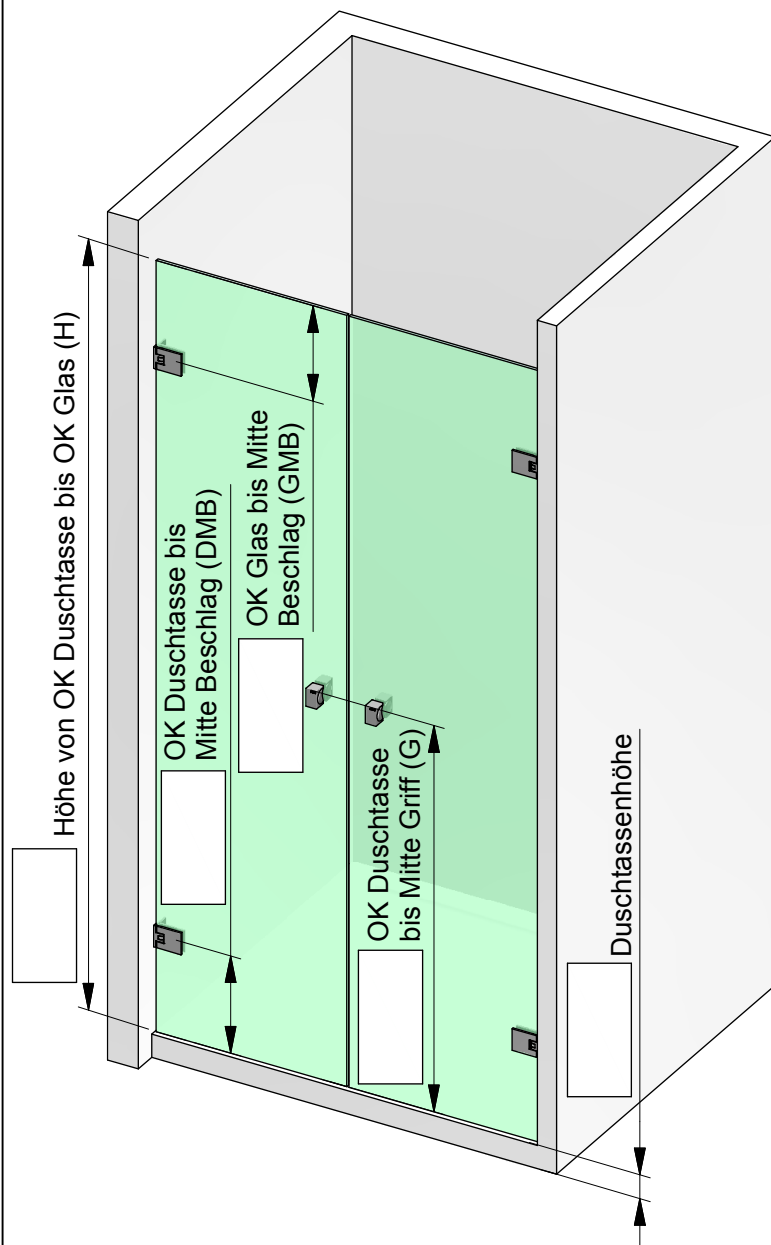 Höhe von OK Duschtasse bis OK Glas (H)
OK Duschtasse bis
Mitte Beschlag (DMB)
OK Glas bis Mitte
Beschlag (GMB)
OK Duschtasse
bis Mitte Griff (G)
Duschtassenhöhe